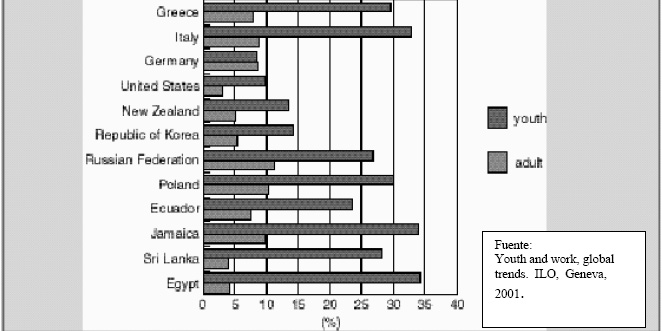 Greece
Italy
Germany
United States
New Zealand
Republic of Korea
Russian Federation
Poland
Ecuador
Jamaica
Sri Lanka
Egypt
0 5 10 15 20 25 30 35 40
(%)
youth
adult
Fuente:
Youth and work, global
trends. ILO, Geneva,
2001.